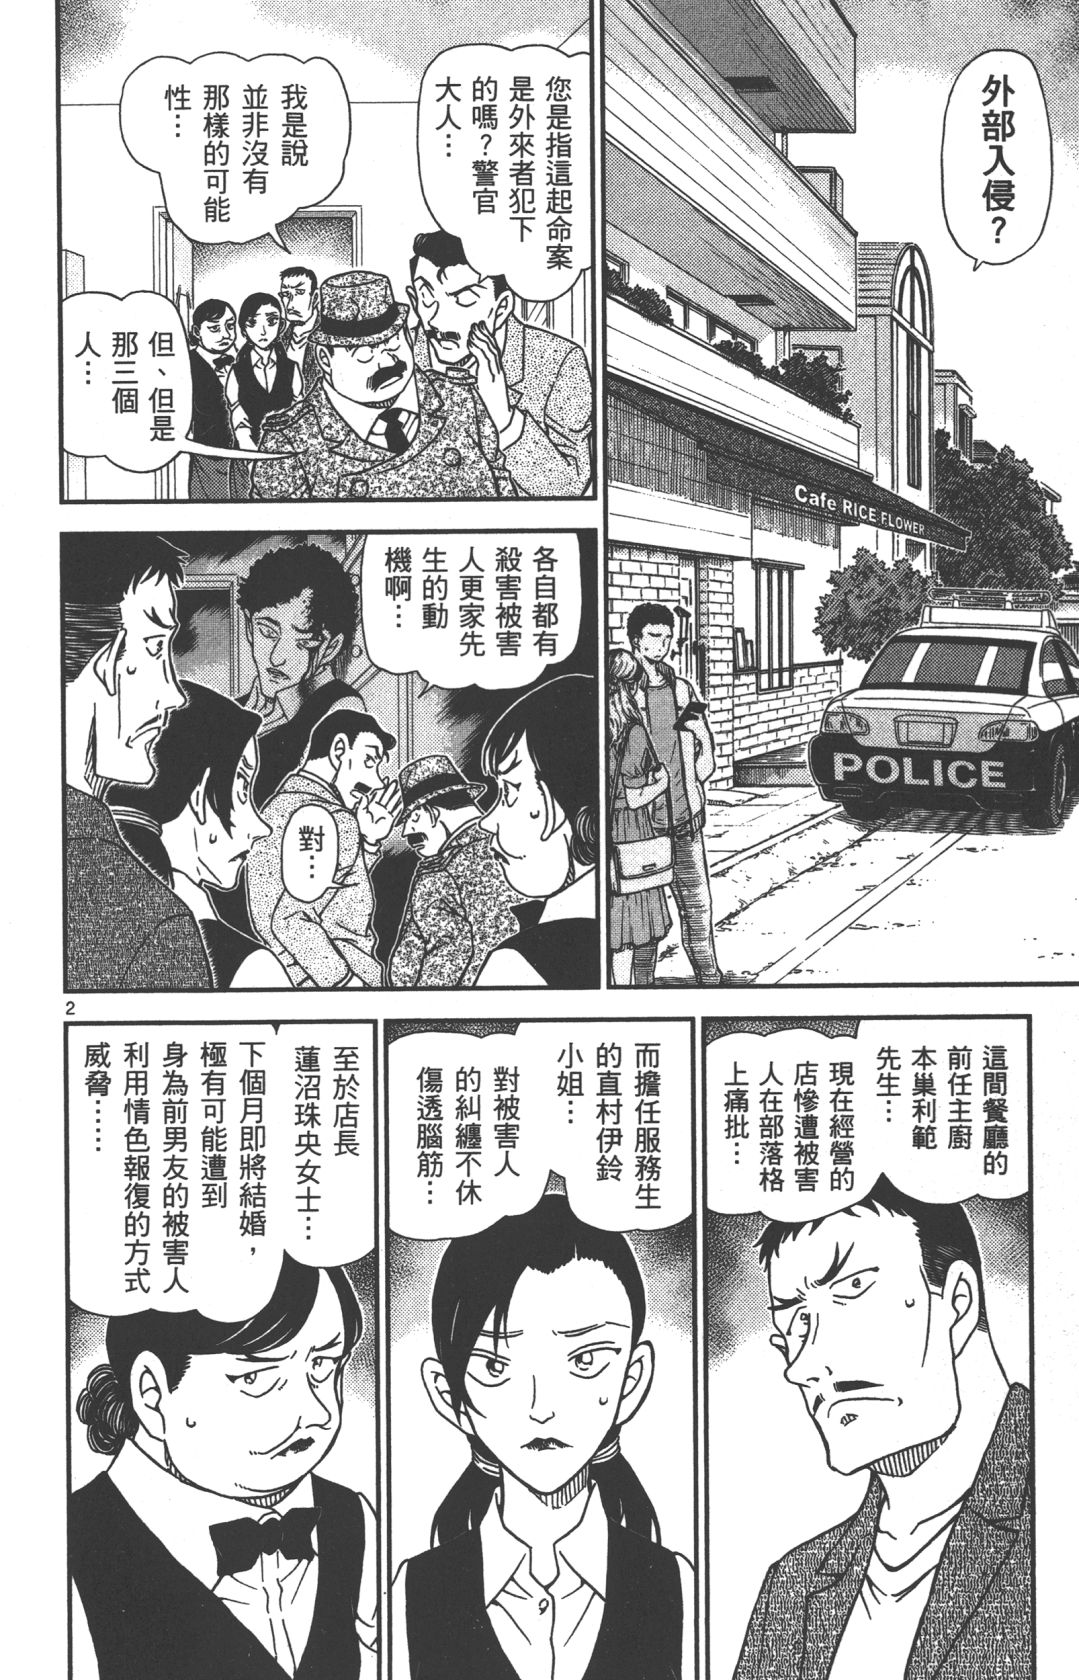 外部入侵？
Cafe RICE FLOWER
POLICE
您是指這起命案
是外來者犯下
的嗎？警官
大人…
我是說
並非沒有
那樣的可能
性…
但、但是
那三個
人…
各自都有
殺害被害
人更家先
生的動
機啊…
對…
2
這間餐廳的
前任主廚
本巢利範
先生…
現在經營的
店慘遭被害
人在部落格
上痛批…
而擔任服務生
的直村伊鈴
小姐…
對被害人
的糾纏不休
傷透腦筋…
至於店長
蓮沼珠央女士…
下個月即將結婚，
極有可能遭到
身為前男友的被害人
利用情色報復的方式
威脅……